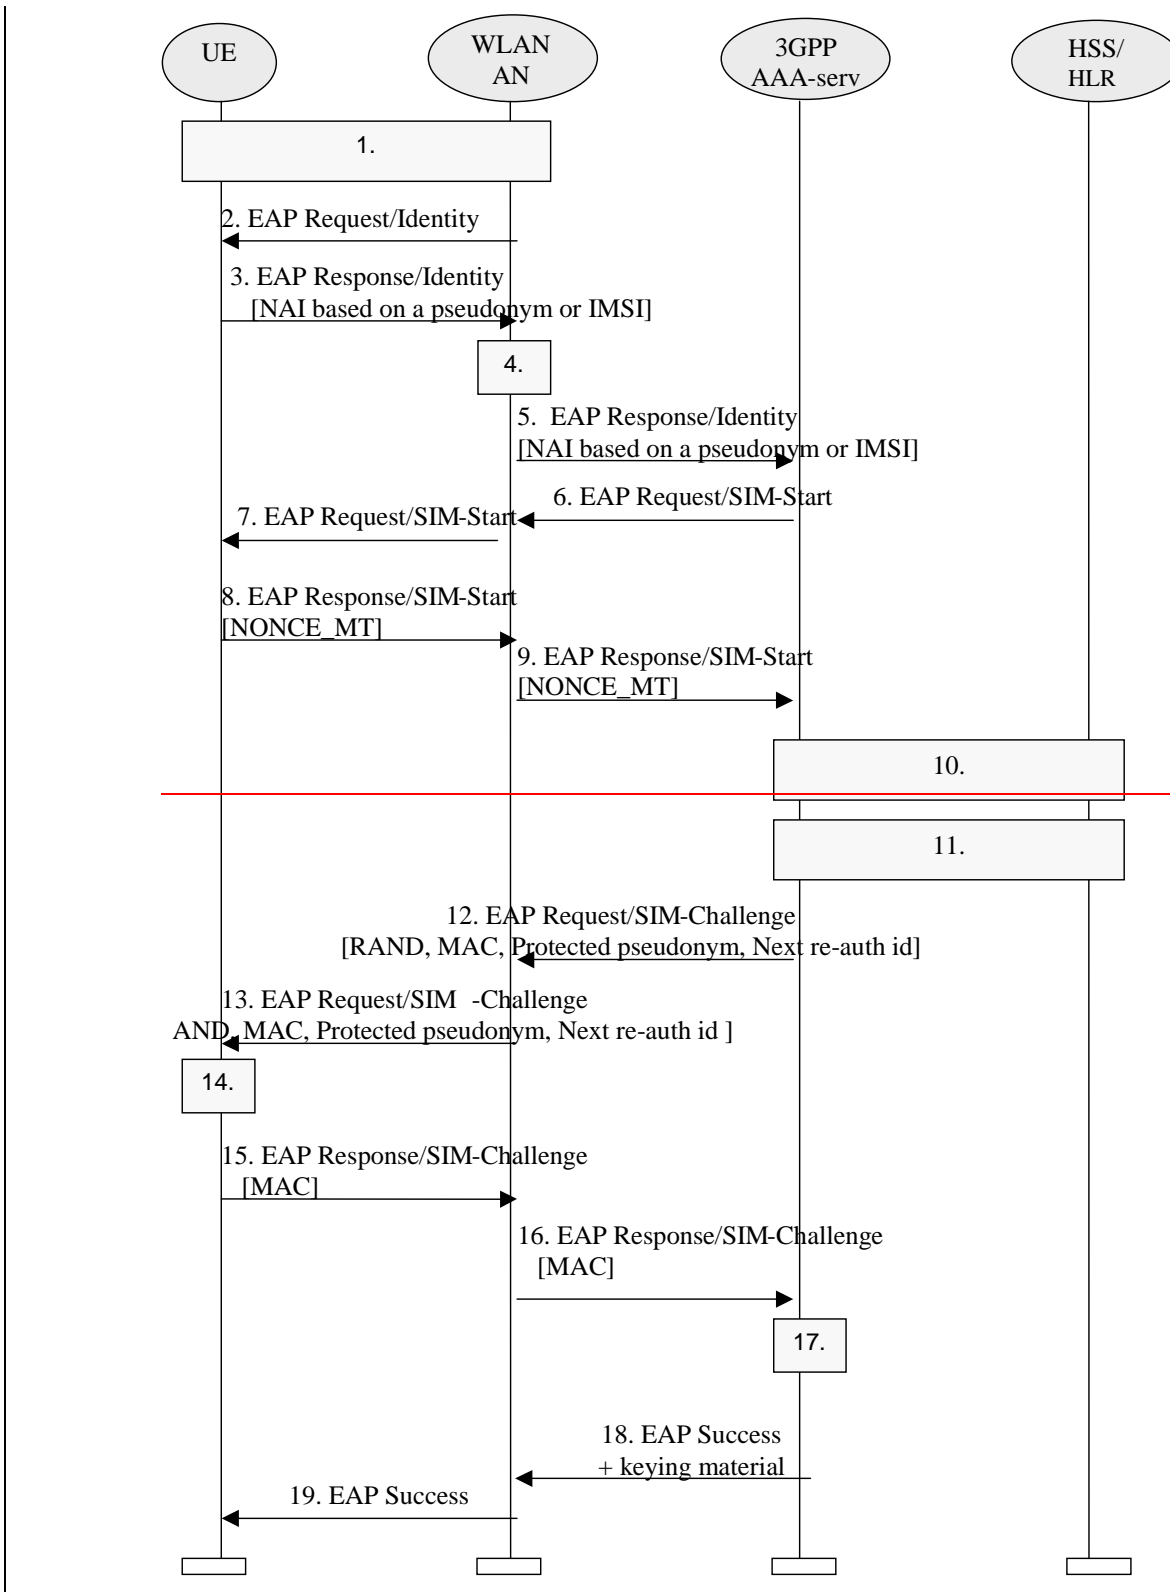 UE
WLAN
AN
3GPP
AAA-serv
HSS/
HLR
1.
2. EAP Request/Identity
3. EAP Response/Identity
[NAI based on a pseudonym or IMSI]
4.
5. EAP Response/Identity
[NAI based on a pseudonym or IMSI]
6. EAP Request/SIM-Start
7. EAP Request/SIM-Start
8. EAP Response/SIM-Start
[NONCE_MT]
9. EAP Response/SIM-Start
[NONCE_MT]
10.
11.
12. EAP Request/SIM-Challenge
[RAND, MAC, Protected pseudonym, Next re-auth id]
13. EAP Request/SIM -Challenge
AND, MAC, Protected pseudonym, Next re-auth id ]
14.
15. EAP Response/SIM-Challenge
[MAC]
16. EAP Response/SIM-Challenge
[MAC]
17.
18. EAP Success
+ keying material
19. EAP Success